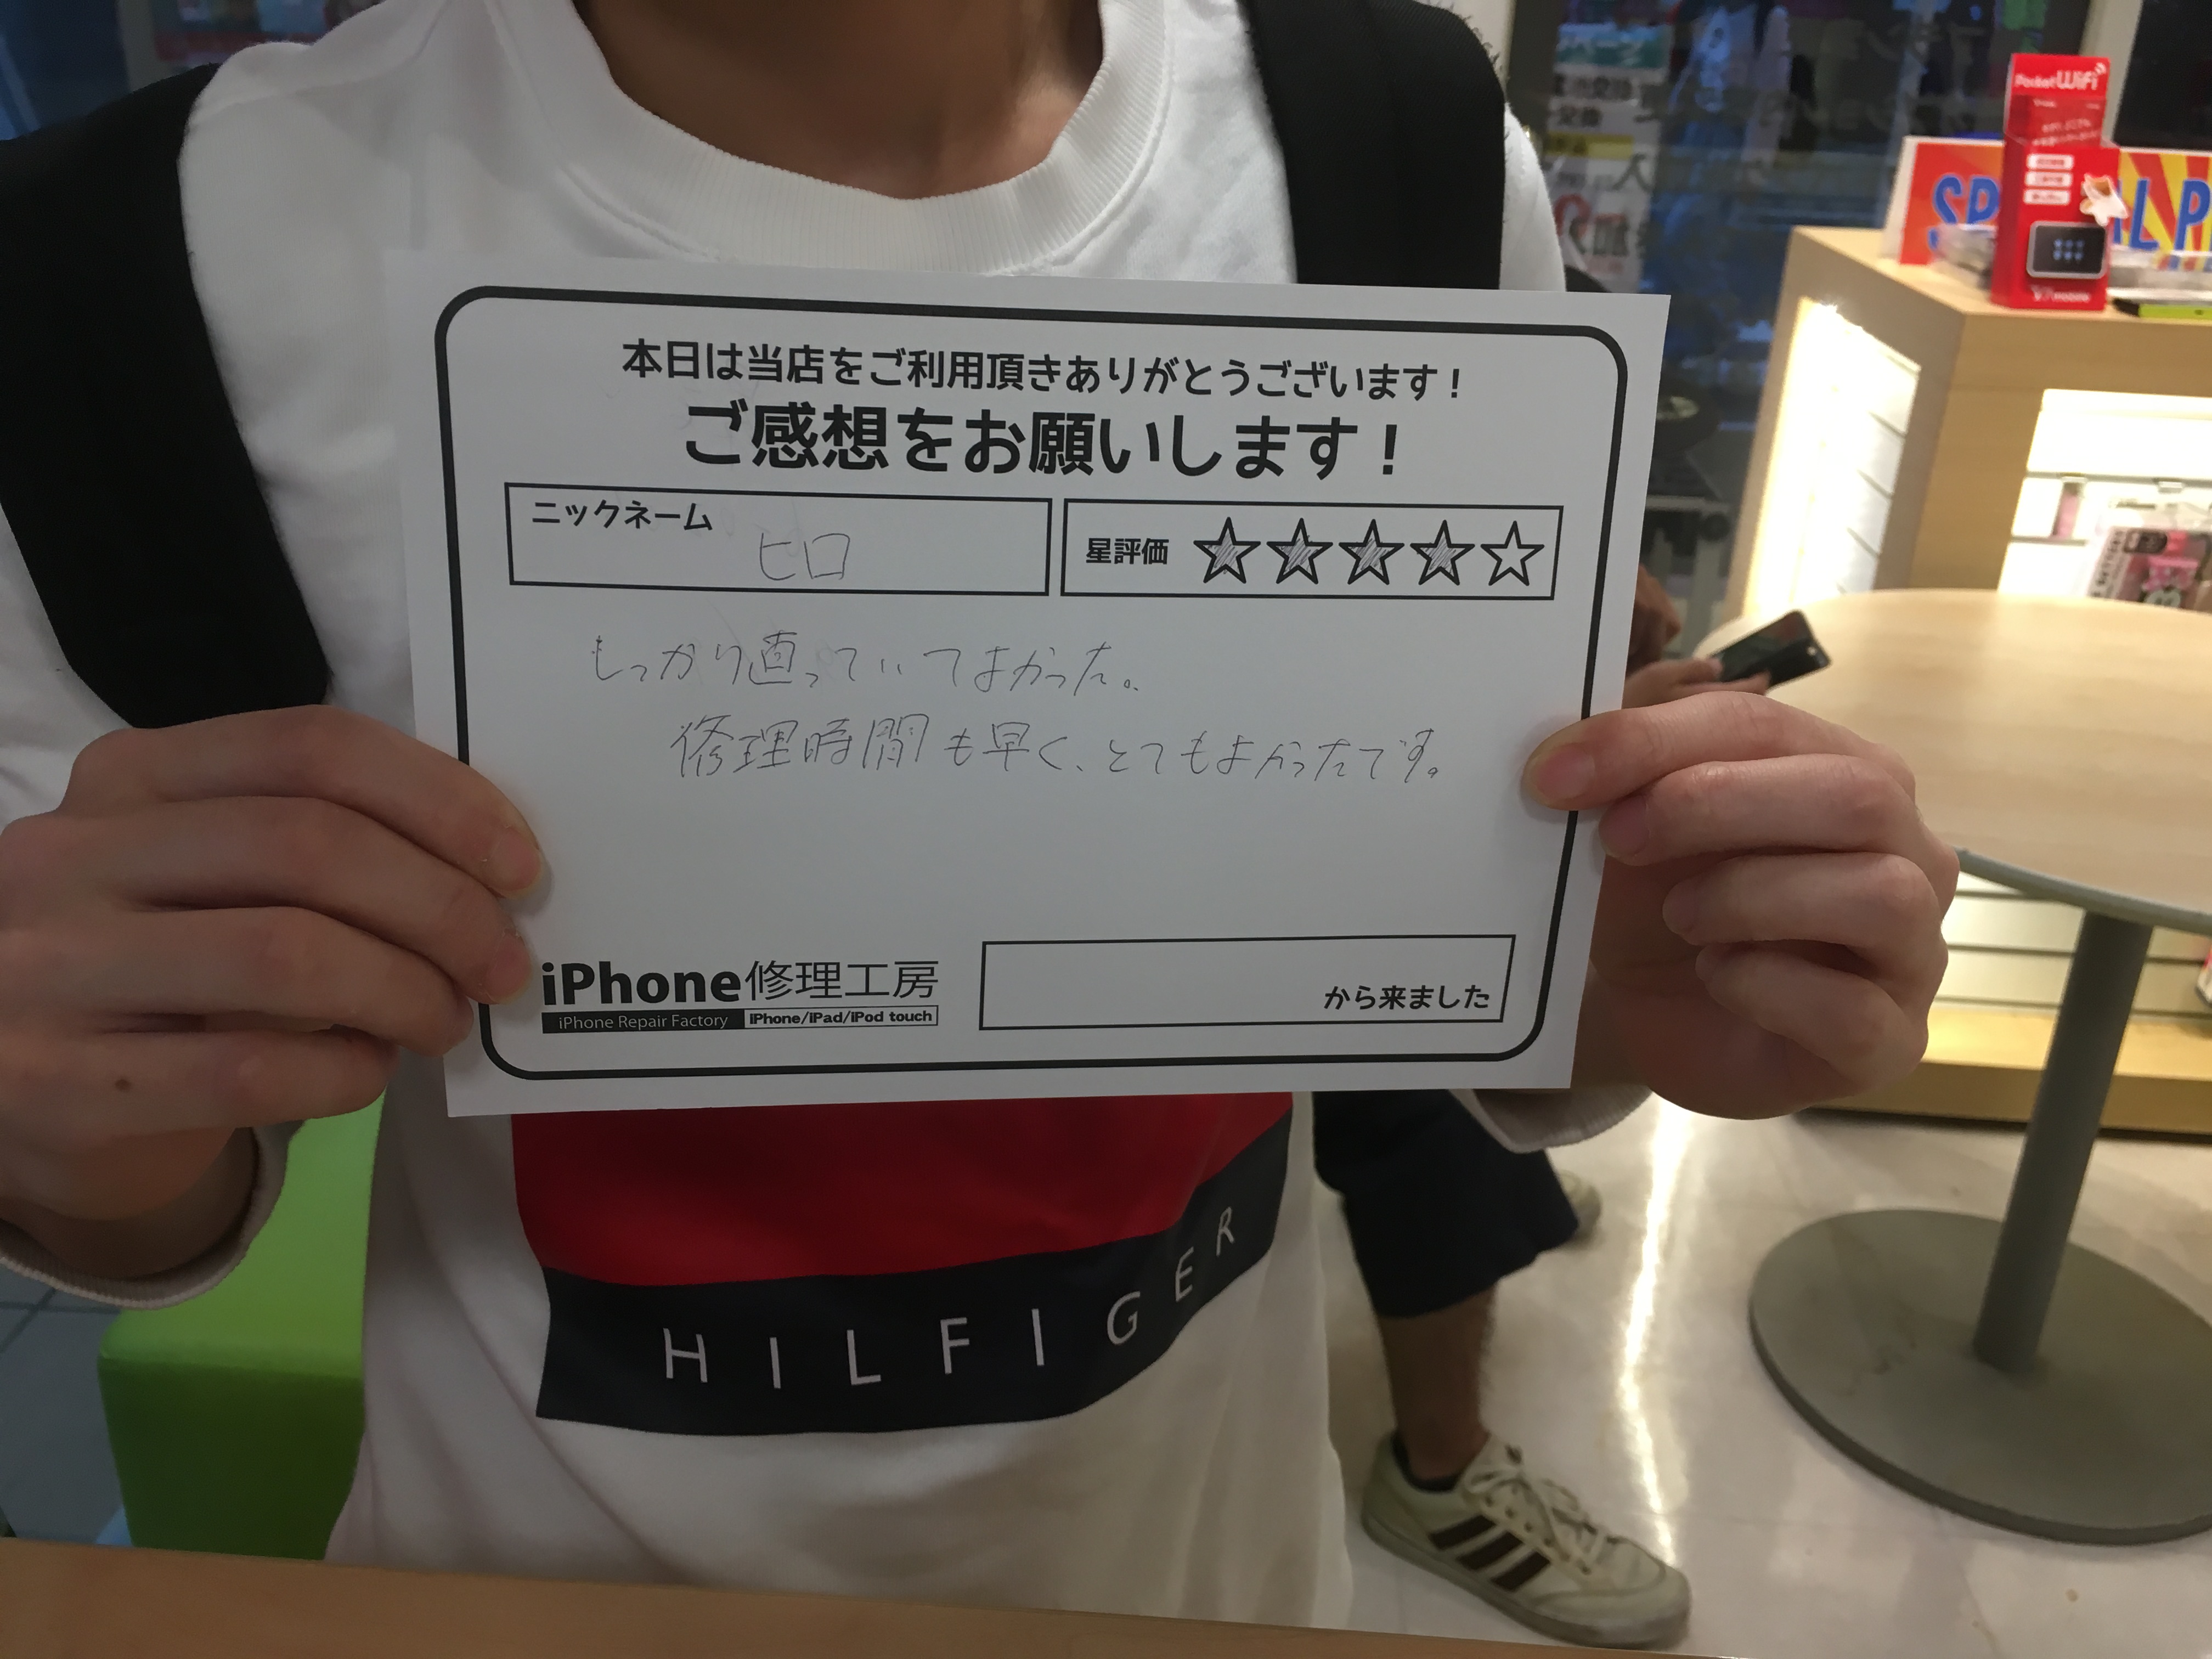 本日は当店をご利用頂きありがとうございます！
ご感想をお願いします！
ニックネーム
ヒロ
星評価
しっかり直っていてよかった。
修理時間も早く、とてもよかったです。
iPhone修理工房
iPhone Repair Factory iPhone/iPad/iPod touch
から来ました
HILFIGER
Pocket WiFi
Y!mobile